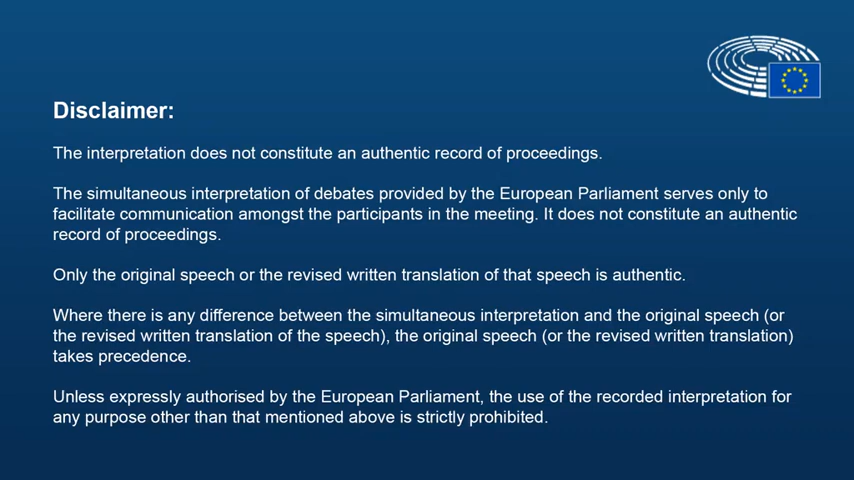 Disclaimer:
The interpretation does not constitute an authentic record of proceedings.
The simultaneous interpretation of debates provided by the European Parliament serves only to
facilitate communication amongst the participants in the meeting. It does not constitute an authentic
record of proceedings.
Only the original speech or the revised written translation of that speech is authentic.
Where there is any difference between the simultaneous interpretation and the original speech (or
the revised written translation of the speech), the original speech (or the revised written translation)
takes precedence.
Unless expressly authorised by the European Parliament, the use of the recorded interpretation for
any purpose other than that mentioned above is strictly prohibited.